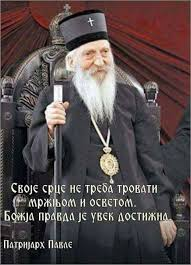 Своје срце не треба тровати
мржњом и осветом.
Божја правда је увек достижна.
Патријарх Павле